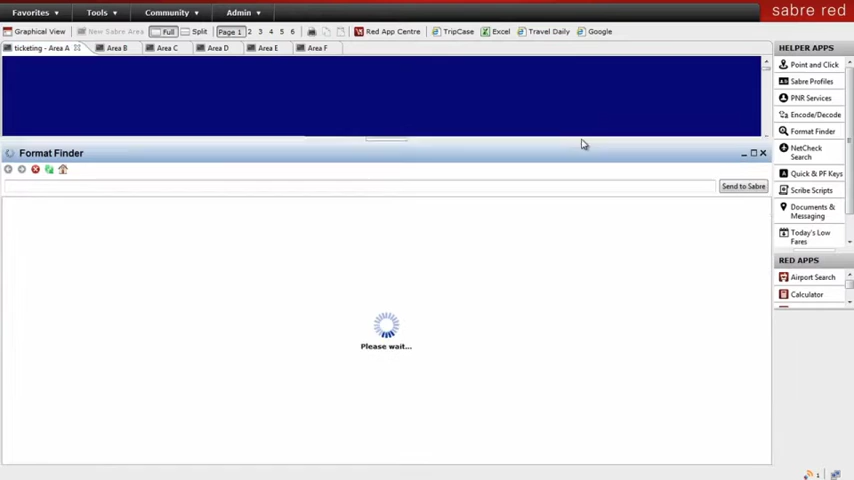 Favorites Tools Community Admin sabre red
Graphical View New Sabre Area Full Split Page 1 2 3 4 5 6 Red App Centre TripCase Excel Travel Daily Google
ticketing - Area A Area B Area C Area D Area E Area F
HELPER APPS
Point and Click
Sabre Profiles
PNR Services
Encode/Decode
Format Finder
NetCheck
Search
Quick & PF Keys
Scribe Scripts
Documents &
Messaging
Today's Low
Fares
RED APPS
Airport Search
Calculator
Format Finder
Send to Sabre
Please wait...
1